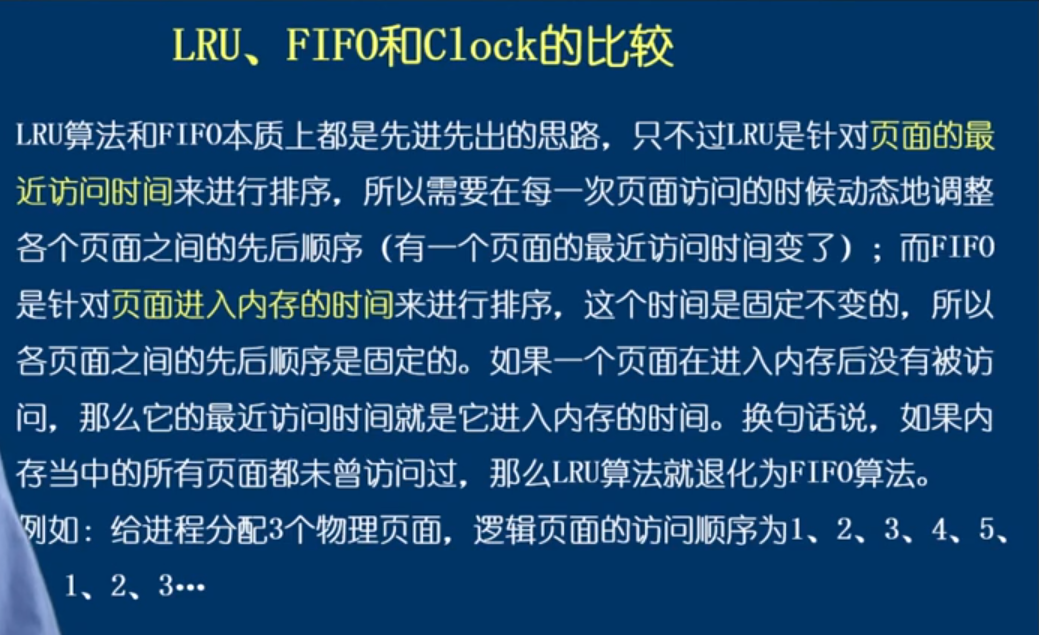 LRU、FIFO和Clock的比较
LRU算法和FIFO本质上都是先进先出的思路，只不过LRU是针对页面的最
近访问时间来进行排序，所以需要在每一次页面访问的时候动态地调整
各个页面之间的先后顺序（有一个页面的最近访问时间变了）；而FIFO
是针对页面进入内存的时间来进行排序，这个时间是固定不变的，所以
各页面之间的先后顺序是固定的。如果一个页面在进入内存后没有被访
问，那么它的最近访问时间就是它进入内存的时间。换句话说，如果内
存当中的所有页面都未曾访问过，那么LRU算法就退化为FIFO算法。
例如：给进程分配3个物理页面，逻辑页面的访问顺序为1、2、3、4、5、
1、2、3…